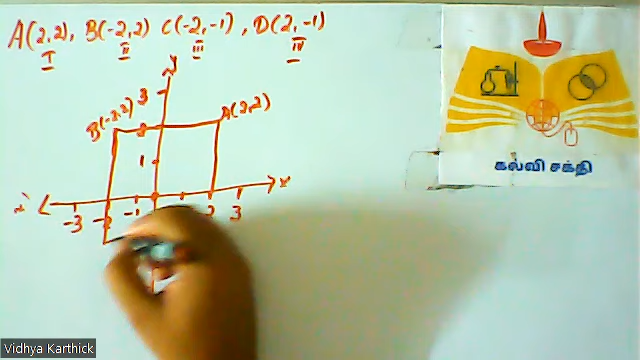 A(2,2), B(-2,2) C(-2,-1), D(2,-1)
I II III IV
y
3
B(-2,2) 2 A(2,2)
1
x
-3 -2 -1 2 3
கல்வி சக்தி
Vidhya Karthick